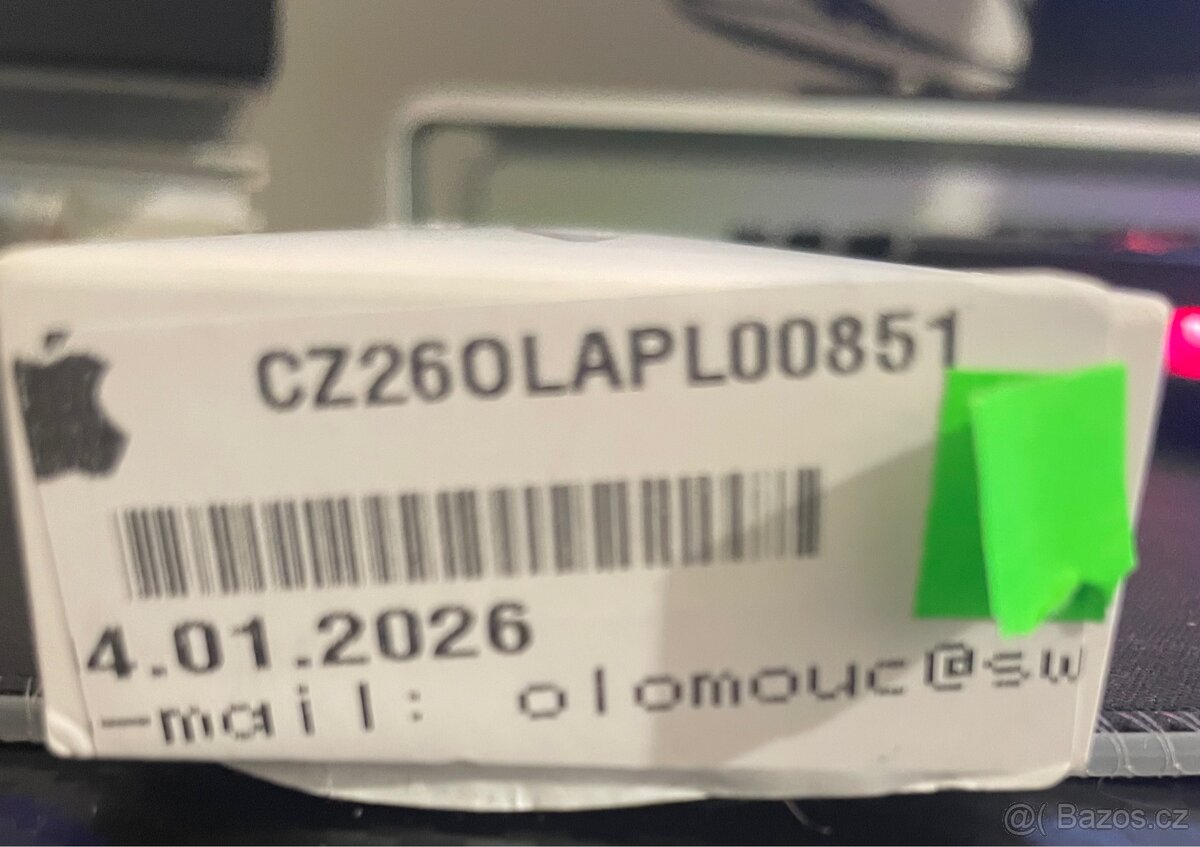 CZ26OLAPL00851
4.01.2026
-mail: olomouc@sw
@( Bazos.cz